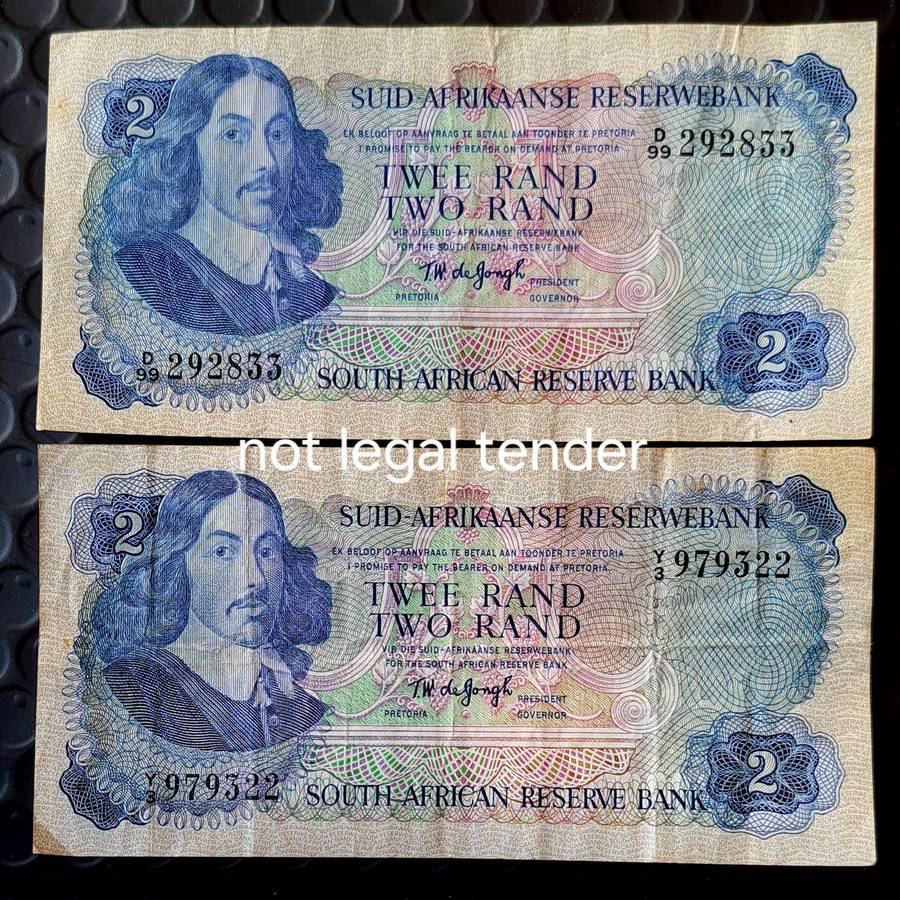 2
SUID-AFRIKAANSE RESERWEBANK
EK BELOOF OP AANVRAAG TE BETAAL AAN TOONDER TE PRETORIA
I PROMISE TO PAY THE BEARER ON DEMAND AT PRETORIA
D/99 292833
TWEE RAND
TWO RAND
VIR DIE SUID-AFRIKAANSE RESERWEBANK
FOR THE SOUTH AFRICAN RESERVE BANK
T.W. de Jongh
PRESIDENT
PRETORIA GOVERNOR
2
D/99 292833
SOUTH AFRICAN RESERVE BANK
not legal tender
2
SUID-AFRIKAANSE RESERWEBANK
EK BELOOF OP AANVRAAG TE BETAAL AAN TOONDER TE PRETORIA
I PROMISE TO PAY THE BEARER ON DEMAND AT PRETORIA
Y/3 979322
TWEE RAND
TWO RAND
VIR DIE SUID-AFRIKAANSE RESERWEBANK
FOR THE SOUTH AFRICAN RESERVE BANK
T.W. de Jongh
PRESIDENT
PRETORIA GOVERNOR
2
Y/3 979322
SOUTH AFRICAN RESERVE BANK